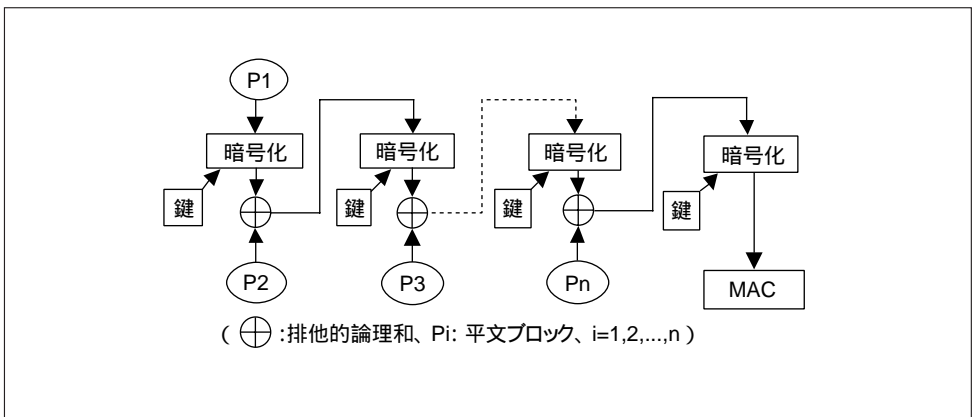 P1
暗号化
暗号化
暗号化
暗号化
鍵
鍵
鍵
鍵
P2
P3
Pn
MAC
( ⊕ :排他的論理和、Pi: 平文ブロック、i=1,2,...,n )